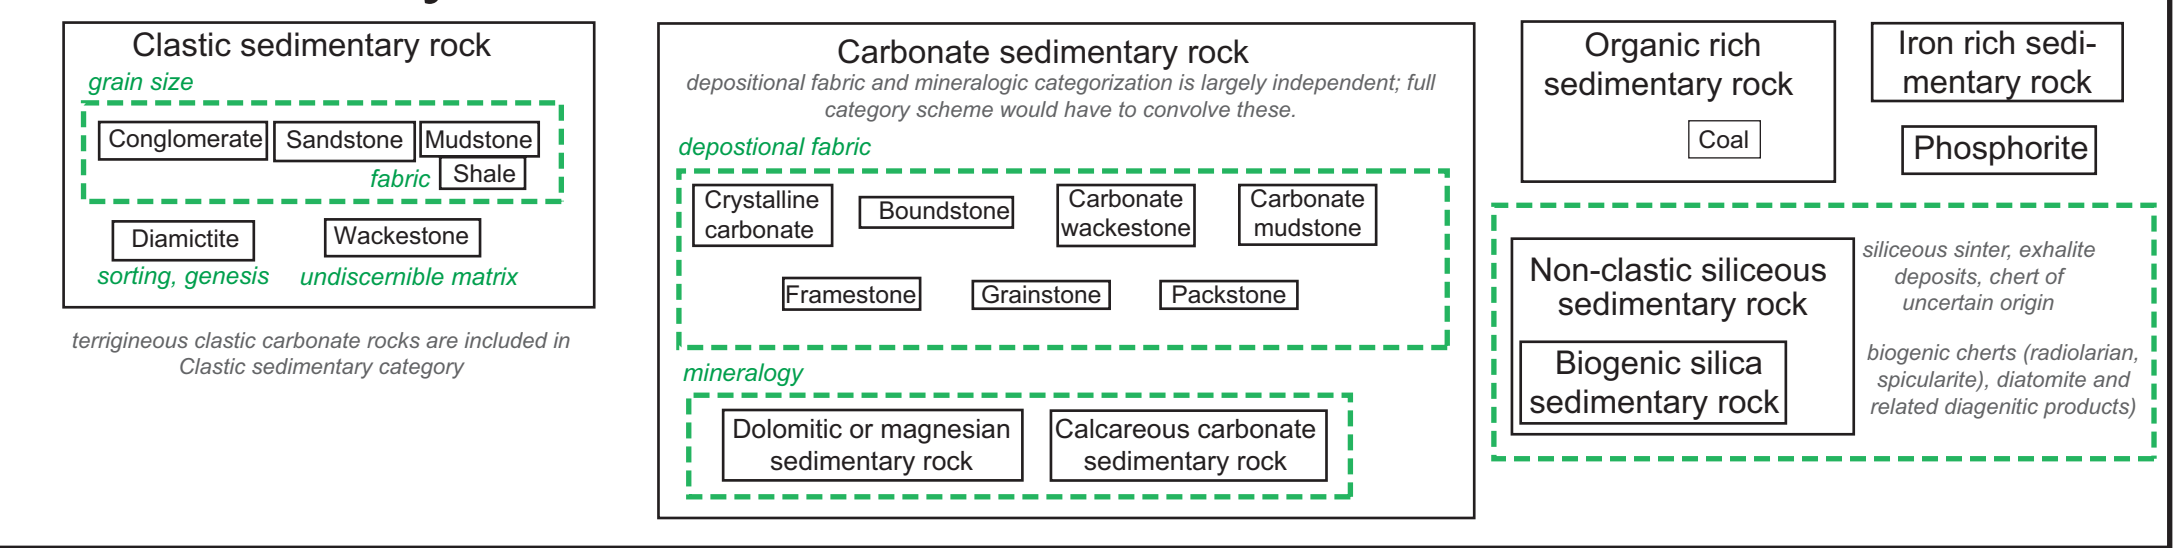 Clastic sedimentary rock
grain size
Conglomerate
Sandstone
Mudstone
Shale
fabric
Diamictite
Wackestone
sorting, genesis
undiscernible matrix
terrigineous clastic carbonate rocks are included in
Clastic sedimentary category
Carbonate sedimentary rock
depositional fabric and mineralogic categorization is largely independent; full
category scheme would have to convolve these.
depostional fabric
Crystalline
carbonate
Boundstone
Carbonate
wackestone
Carbonate
mudstone
Framestone
Grainstone
Packstone
mineralogy
Dolomitic or magnesian
sedimentary rock
Calcareous carbonate
sedimentary rock
Organic rich
sedimentary rock
Coal
Iron rich sedi-
mentary rock
Phosphorite
Non-clastic siliceous
sedimentary rock
siliceous sinter, exhalite
deposits, chert of
uncertain origin
Biogenic silica
sedimentary rock
biogenic cherts (radiolarian,
spicularite), diatomite and
related diagenitic products)